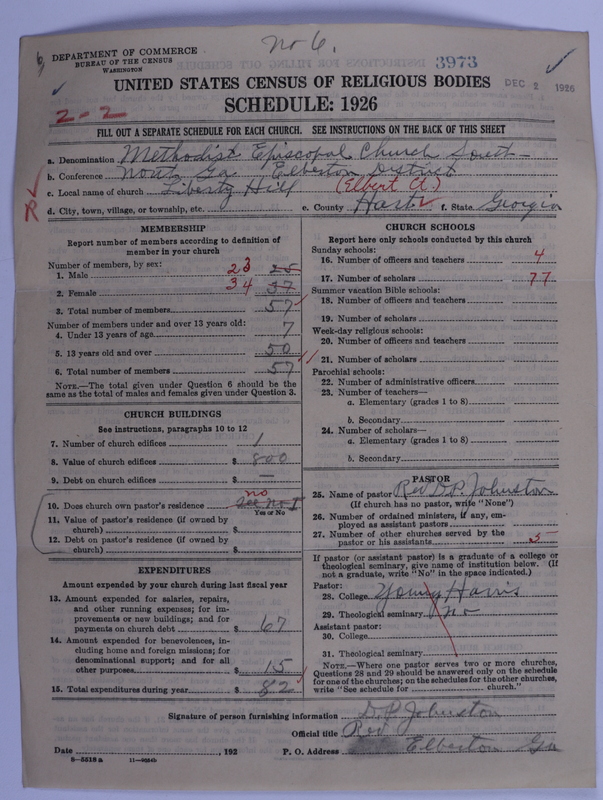 no 6.
DEPARTMENT OF COMMERCE
BUREAU OF THE CENSUS
WASHINGTON
3973
DEC 2 1926
UNITED STATES CENSUS OF RELIGIOUS BODIES
SCHEDULE: 1926
2-2
FILL OUT A SEPARATE SCHEDULE FOR EACH CHURCH. SEE INSTRUCTIONS ON THE BACK OF THIS SHEET
a. Denomination Methodist Episcopal Church South
b. Conference North Ga Elberton District
c. Local name of church Liberty Hill (Elbert Ct.)
d. City, town, village, or township, etc. e. County Hart f. State Georgia
MEMBERSHIP
Report number of members according to definition of
member in your church
Number of members, by sex:
1. Male 23 25
2. Female 34 37
3. Total number of members 57
Number of members under and over 13 years old:
4. Under 13 years of age 7
5. 13 years old and over 50
6. Total number of members 57
NOTE.—The total given under Question 6 should be
the same as the total of males and females given under Question 3.
CHURCH BUILDINGS
See instructions, paragraphs 10 to 12
7. Number of church edifices 1
8. Value of church edifices $ 800
9. Debt on church edifices $ —
10. Does church own pastor's residence no See No 1
Yes or No
11. Value of pastor's residence (if owned by
church) $
12. Debt on pastor's residence (if owned by
church) $
EXPENDITURES
Amount expended by your church during last fiscal year
13. Amount expended for salaries, repairs,
and other running expenses; for im-
provements or new buildings; and for
payments on church debt $ 67
14. Amount expended for benevolences, in-
cluding home and foreign missions; for
denominational support; and for all
other purposes $ 15
15. Total expenditures during year $ 82
CHURCH SCHOOLS
Report here only schools conducted by this church
Sunday schools:
16. Number of officers and teachers 4
17. Number of scholars 77
Summer vacation Bible schools:
18. Number of officers and teachers
19. Number of scholars
Week-day religious schools:
20. Number of officers and teachers
21. Number of scholars
Parochial schools:
22. Number of administrative officers
23. Number of teachers—
a. Elementary (grades 1 to 8)
b. Secondary
24. Number of scholars—
a. Elementary (grades 1 to 8)
b. Secondary
PASTOR
25. Name of pastor Rev D.P. Johnston
(If church has no pastor, write "None")
26. Number of ordained ministers, if any, em-
ployed as assistant pastors
27. Number of other churches served by the
pastor or his assistants 5
If pastor (or assistant pastor) is a graduate of a college or
theological seminary, give name of institution below. (If
not a graduate, write "No" in the space indicated.)
Pastor:
28. College Young Harris
29. Theological seminary No
Assistant pastor:
30. College
31. Theological seminary
NOTE.—Where one pastor serves two or more churches,
Questions 28 and 29 should be answered only on the schedule
for one of the churches; on the schedules for the other churches,
write "See schedule for church."
Signature of person furnishing information D.P. Johnston
Official title Rev
Date , 192 P. O. Address Elberton Ga
8-5518 a 11-9554b